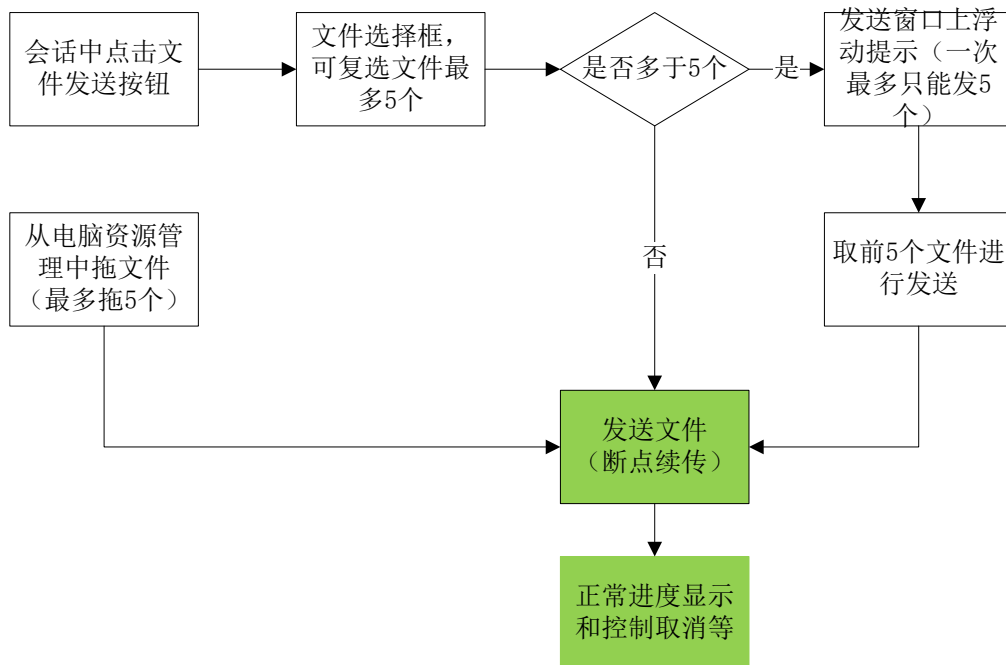 会话中点击文
件发送按钮
文件选择框，
可复选文件最
多5个
是否多于5个
是
发送窗口上浮
动提示（一次
最多只能发5
个）
从电脑资源管
理中拖文件
（最多拖5个）
否
取前5个文件进
行发送
发送文件
（断点续传）
正常进度显示
和控制取消等